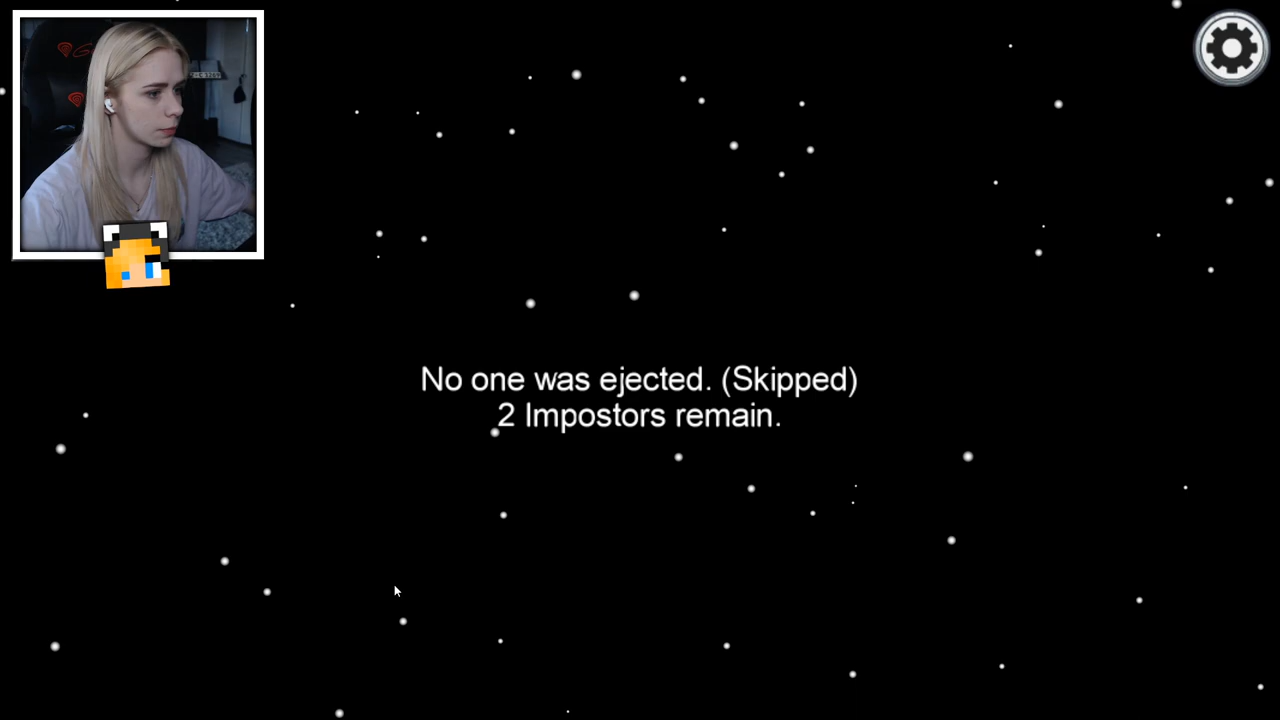 No one was ejected. (Skipped)
2 Impostors remain.